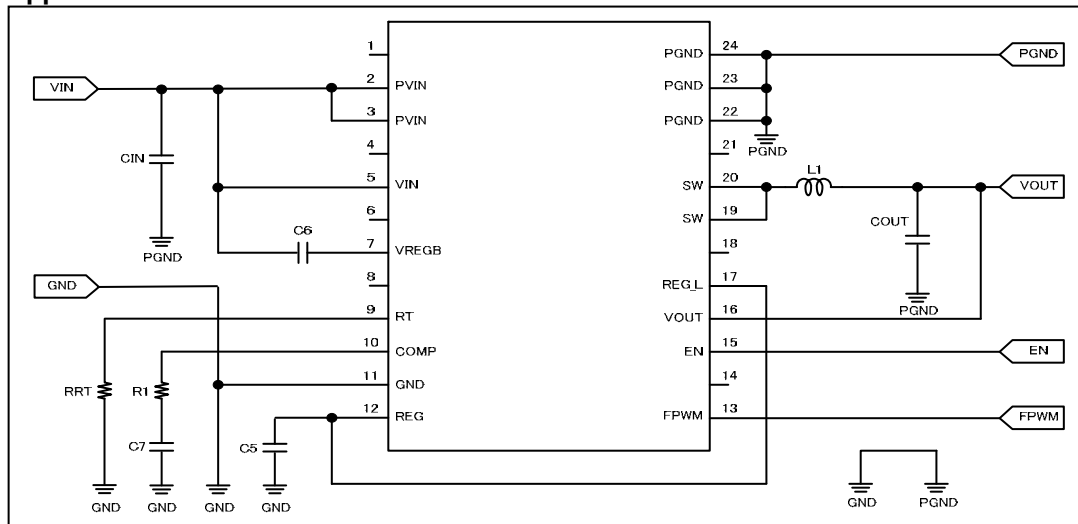 1
PGND 24 PGND
VIN 2 PVIN
PGND 23
3 PVIN
PGND 22
4
PGND
21
CIN
L1
5 VIN
SW 20 VOUT
6
SW 19
COUT
C6
7 VREGB
18
PGND
GND 8
REG_L 17
PGND
9 RT
VOUT 16
10 COMP
EN 15 EN
RRT R1
11 GND
14
12 REG
FPWM 13 FPWM
C7 C5
GND GND GND GND
GND PGND